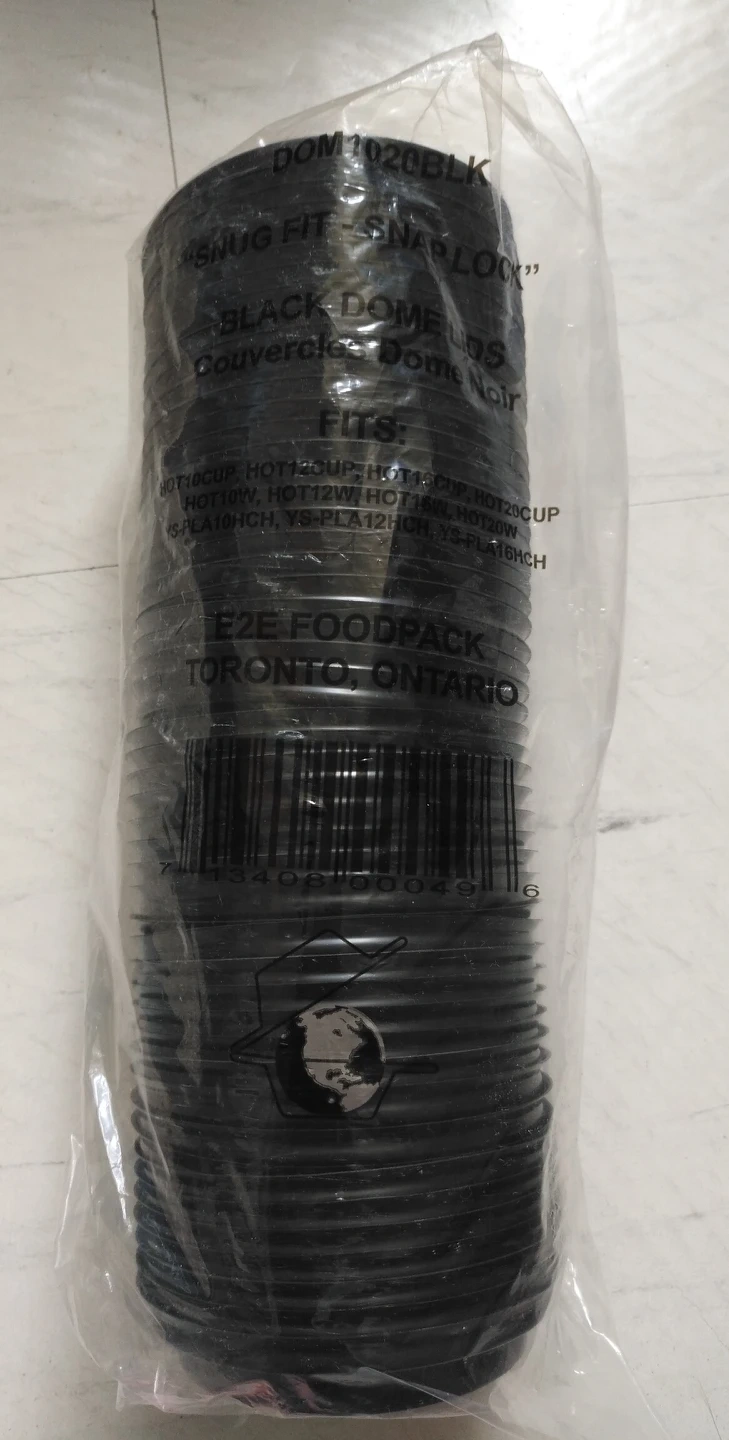 DOM1020BLK
“SNUG FIT - SNAP LOCK”
BLACK DOME LIDS
Couvercles Dome Noir
FITS:
HOT10CUP, HOT12CUP, HOT16CUP, HOT20CUP
HOT10W, HOT12W, HOT16W, HOT20W
YS-PLA10HCH, YS-PLA12HCH, YS-PLA16HCH
E2E FOODPACK
TORONTO, ONTARIO
7 13408 00049 6